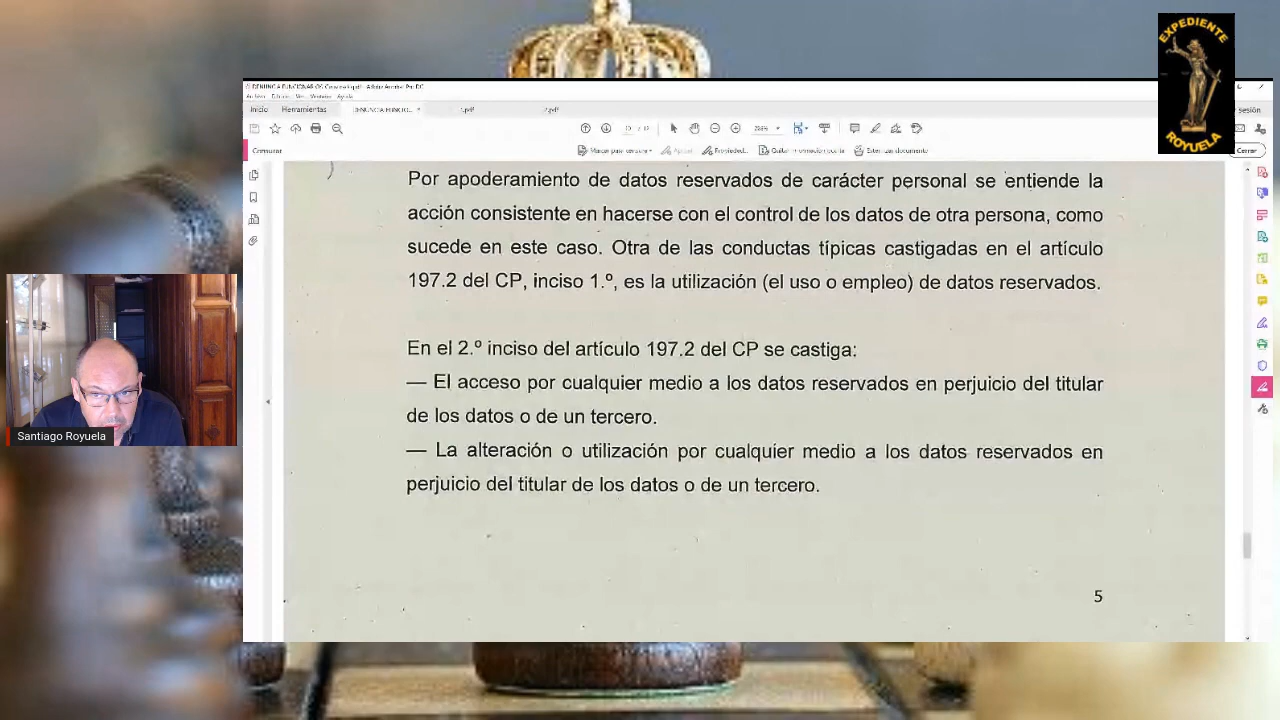 EXPEDIENTE
ROYUELA
Inicio
Herramientas
sesión
Cerrar
Por apoderamiento de datos reservados de carácter personal se entiende la
acción consistente en hacerse con el control de los datos de otra persona, como
sucede en este caso. Otra de las conductas típicas castigadas en el artículo
197.2 del CP, inciso 1.º, es la utilización (el uso o empleo) de datos reservados.
En el 2.º inciso del artículo 197.2 del CP se castiga:
— El acceso por cualquier medio a los datos reservados en perjuicio del titular
de los datos o de un tercero.
— La alteración o utilización por cualquier medio a los datos reservados en
perjuicio del titular de los datos o de un tercero.
5
Santiago Royuela